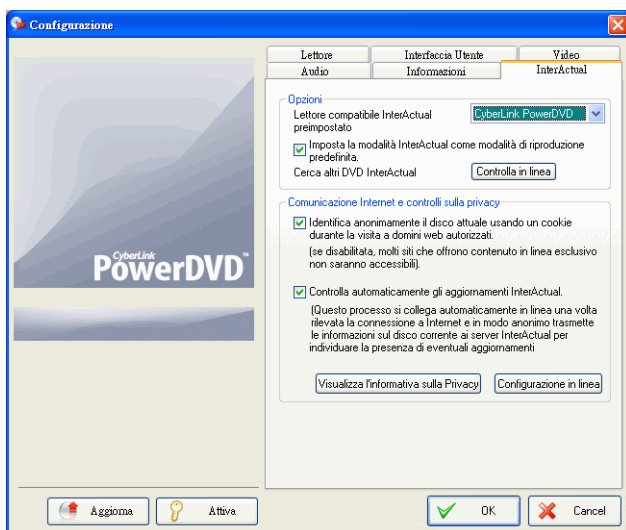 Configurazione
Lettore
Interfaccia Utente
Video
Audio
Informazioni
InterActual
CyberLink
PowerDVD™
Opzioni
Lettore compatibile InterActual
preimpostato
CyberLink PowerDVD
Imposta la modalità InterActual come modalità di riproduzione
predefinita.
Cerca altri DVD InterActual
Controlla in linea
Comunicazione Internet e controlli sulla privacy
Identifica anonimamente il disco attuale usando un cookie
durante la visita a domini web autorizzati.
(se disabilitata, molti siti che offrono contenuto in linea esclusivo
non saranno accessibili).
Controlla automaticamente gli aggiornamenti InterActual.
(Questo processo si collega automaticamente in linea una volta
rilevata la connessione a Internet e in modo anonimo trasmette
le informazioni sul disco corrente ai server InterActual per
individuare la presenza di eventuali aggiornamenti
Visualizza l'informativa sulla Privacy
Configurazione in linea
Aggiorna
Attiva
OK
Cancel